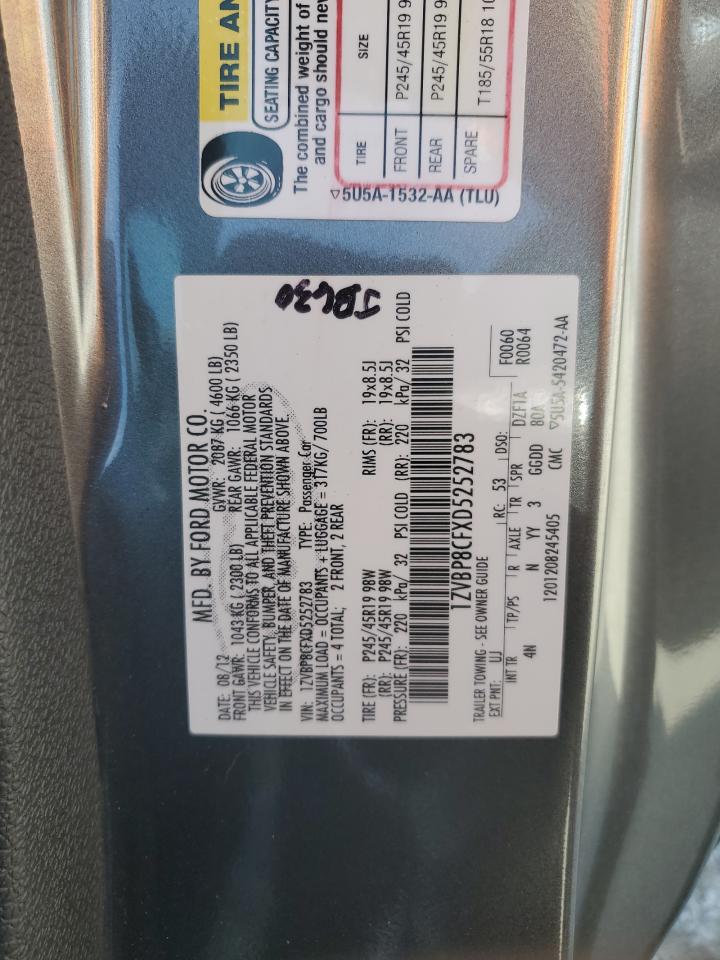 TIRE AN
SEATING CAPACITY
The combined weight of
and cargo should nev
TIRE SIZE
FRONT P245/45R19 9
REAR P245/45R19 9
SPARE T185/55R18 10
▽5U5A-1532-AA (TLU)
MFD. BY FORD MOTOR CO.
DATE: 08/12 GVWR: 2087 KG ( 4600 LB)
FRONT GAWR: 1043 KG ( 2300 LB) REAR GAWR: 1066 KG ( 2350 LB)
THIS VEHICLE CONFORMS TO ALL APPLICABLE FEDERAL MOTOR
VEHICLE SAFETY, BUMPER, AND THEFT PREVENTION STANDARDS
IN EFFECT ON THE DATE OF MANUFACTURE SHOWN ABOVE.
VIN: 1ZVBP8CFXD5252783 TYPE: Passenger Car
MAXIMUM LOAD = OCCUPANTS + LUGGAGE = 317KG/700LB
OCCUPANTS = 4 TOTAL; 2 FRONT, 2 REAR
TIRE (FR): P245/45R19 98W RIMS (FR): 19x8.5J
(RR): P245/45R19 98W 19x8.5J
PRESSURE (FR): 220 kPa/ 32 PSI COLD (RR): 220 kPa/ 32 PSI COLD
1ZVBP8CFXD5252783
TRAILER TOWING - SEE OWNER GUIDE
EXT PNT: UJ RC: 53 DSO: F0060
R0064
INT TR TP/PS R AXLE TR SPR DZF1A
4N N YY 3 GGDD 80A
1201208245405 CMC ▽5U5A-5420472-AA